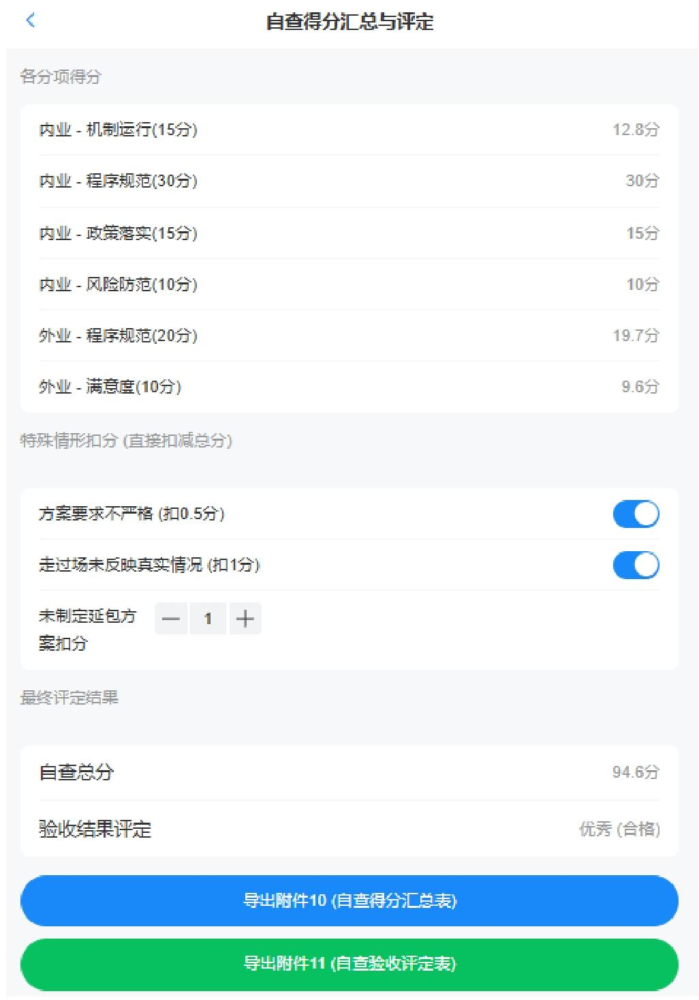 自查得分汇总与评定
各分项得分
内业 - 机制运行(15分) 12.8分
内业 - 程序规范(30分) 30分
内业 - 政策落实(15分) 15分
内业 - 风险防范(10分) 10分
外业 - 程序规范(20分) 19.7分
外业 - 满意度(10分) 9.6分
特殊情形扣分 (直接扣减总分)
方案要求不严格 (扣0.5分)
走过场未反映真实情况 (扣1分)
未制定延包方
案扣分
— 1 +
最终评定结果
自查总分 94.6分
验收结果评定 优秀 (合格)
导出附件10 (自查得分汇总表)
导出附件11 (自查验收评定表)